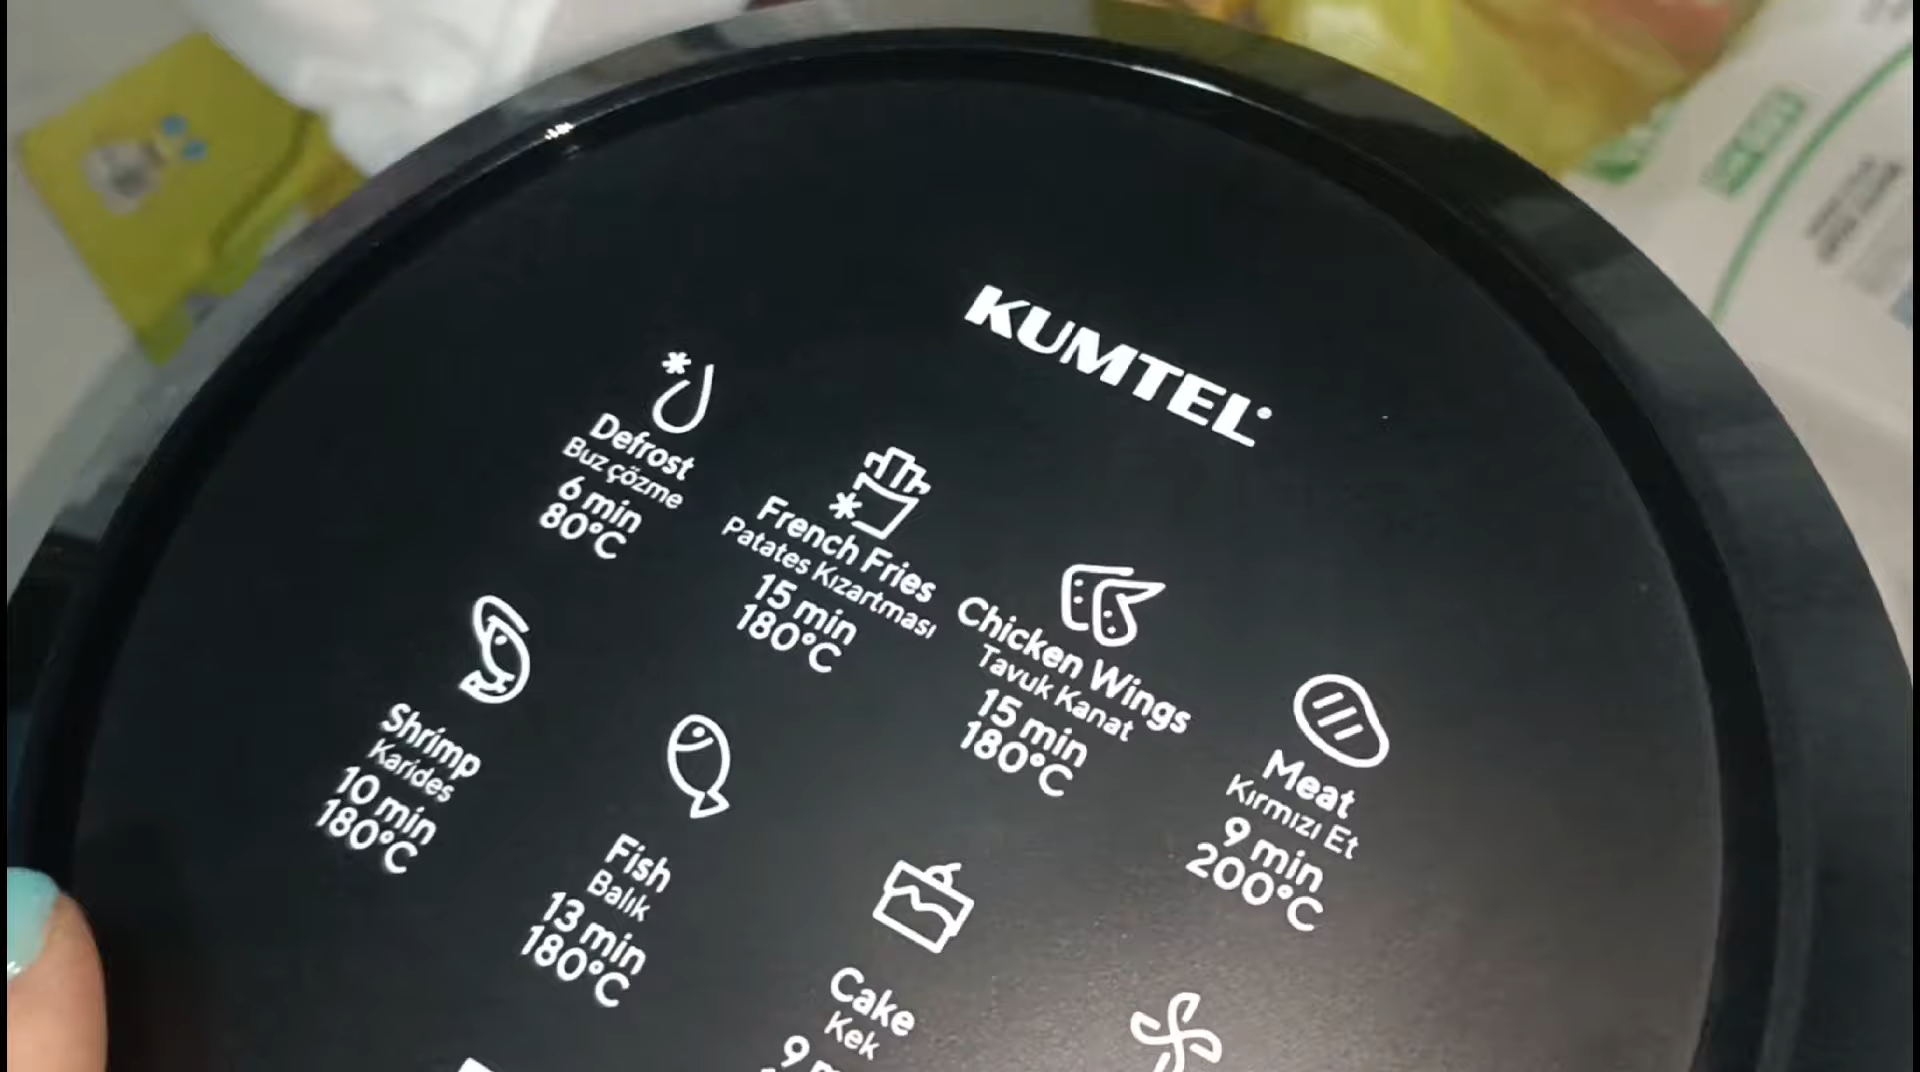 KUMTEL
Defrost
Buz çözme
6 min
80°C
French Fries
Patates Kızartması
15 min
180°C
Chicken Wings
Tavuk Kanat
15 min
180°C
Meat
Kırmızı Et
9 min
200°C
Shrimp
Karides
10 min
180°C
Fish
Balık
13 min
180°C
Cake
Kek
9